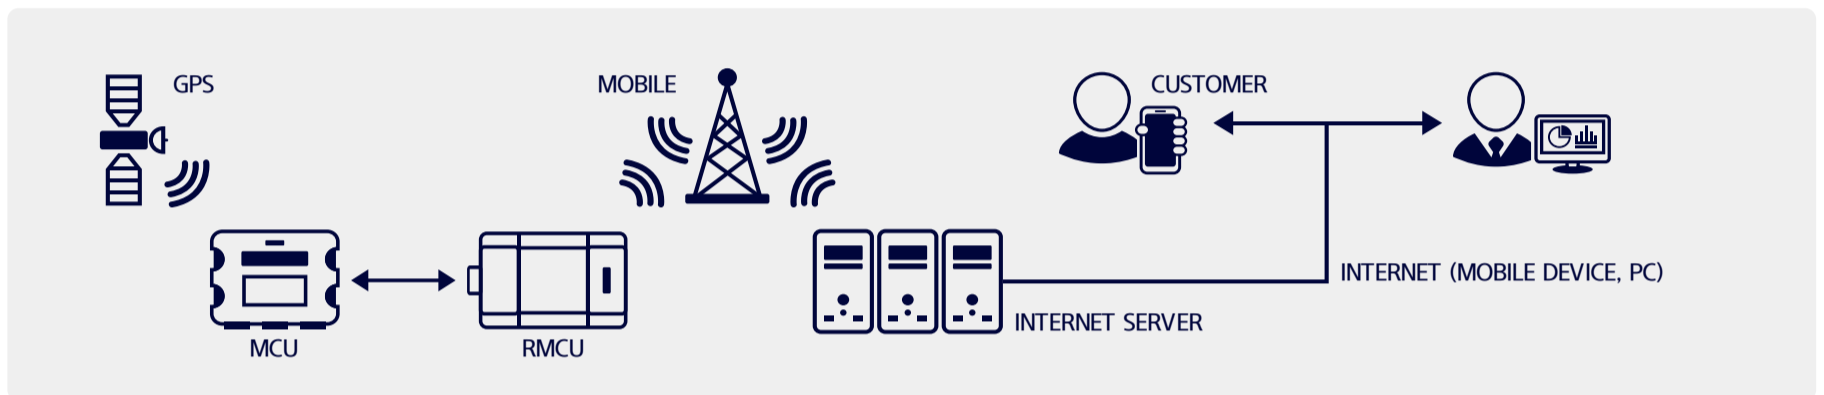 GPS
MOBILE
CUSTOMER
INTERNET (MOBILE DEVICE, PC)
INTERNET SERVER
MCU
RMCU